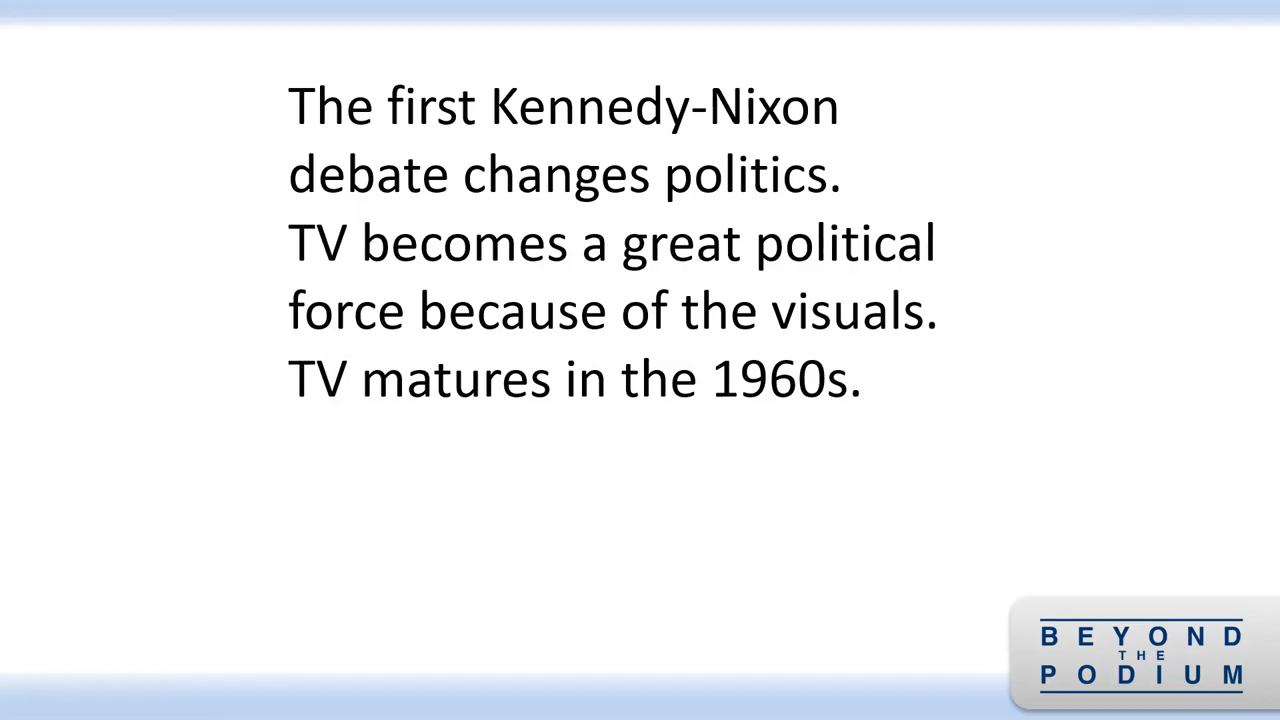 The first Kennedy-Nixon
debate changes politics.
TV becomes a great political
force because of the visuals.
TV matures in the 1960s.
BEYOND
THE
PODIUM